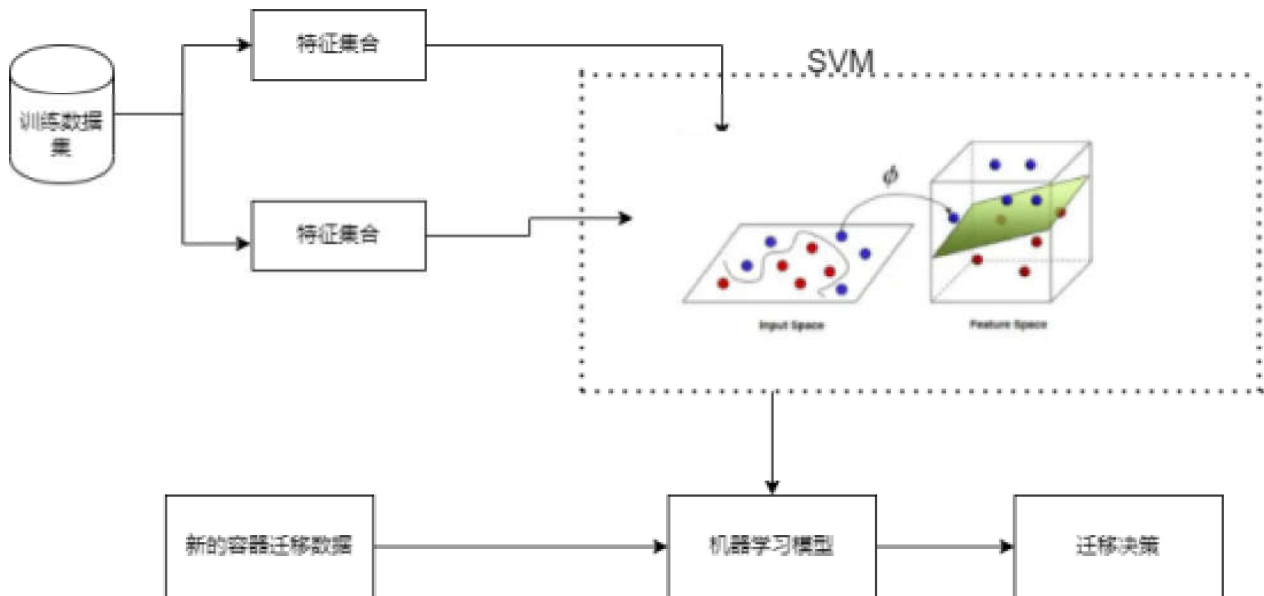 特征集合
SVM
训练数据
集
特征集合
ϕ
Input Space
Feature Space
新的容器迁移数据
机器学习模型
迁移决策